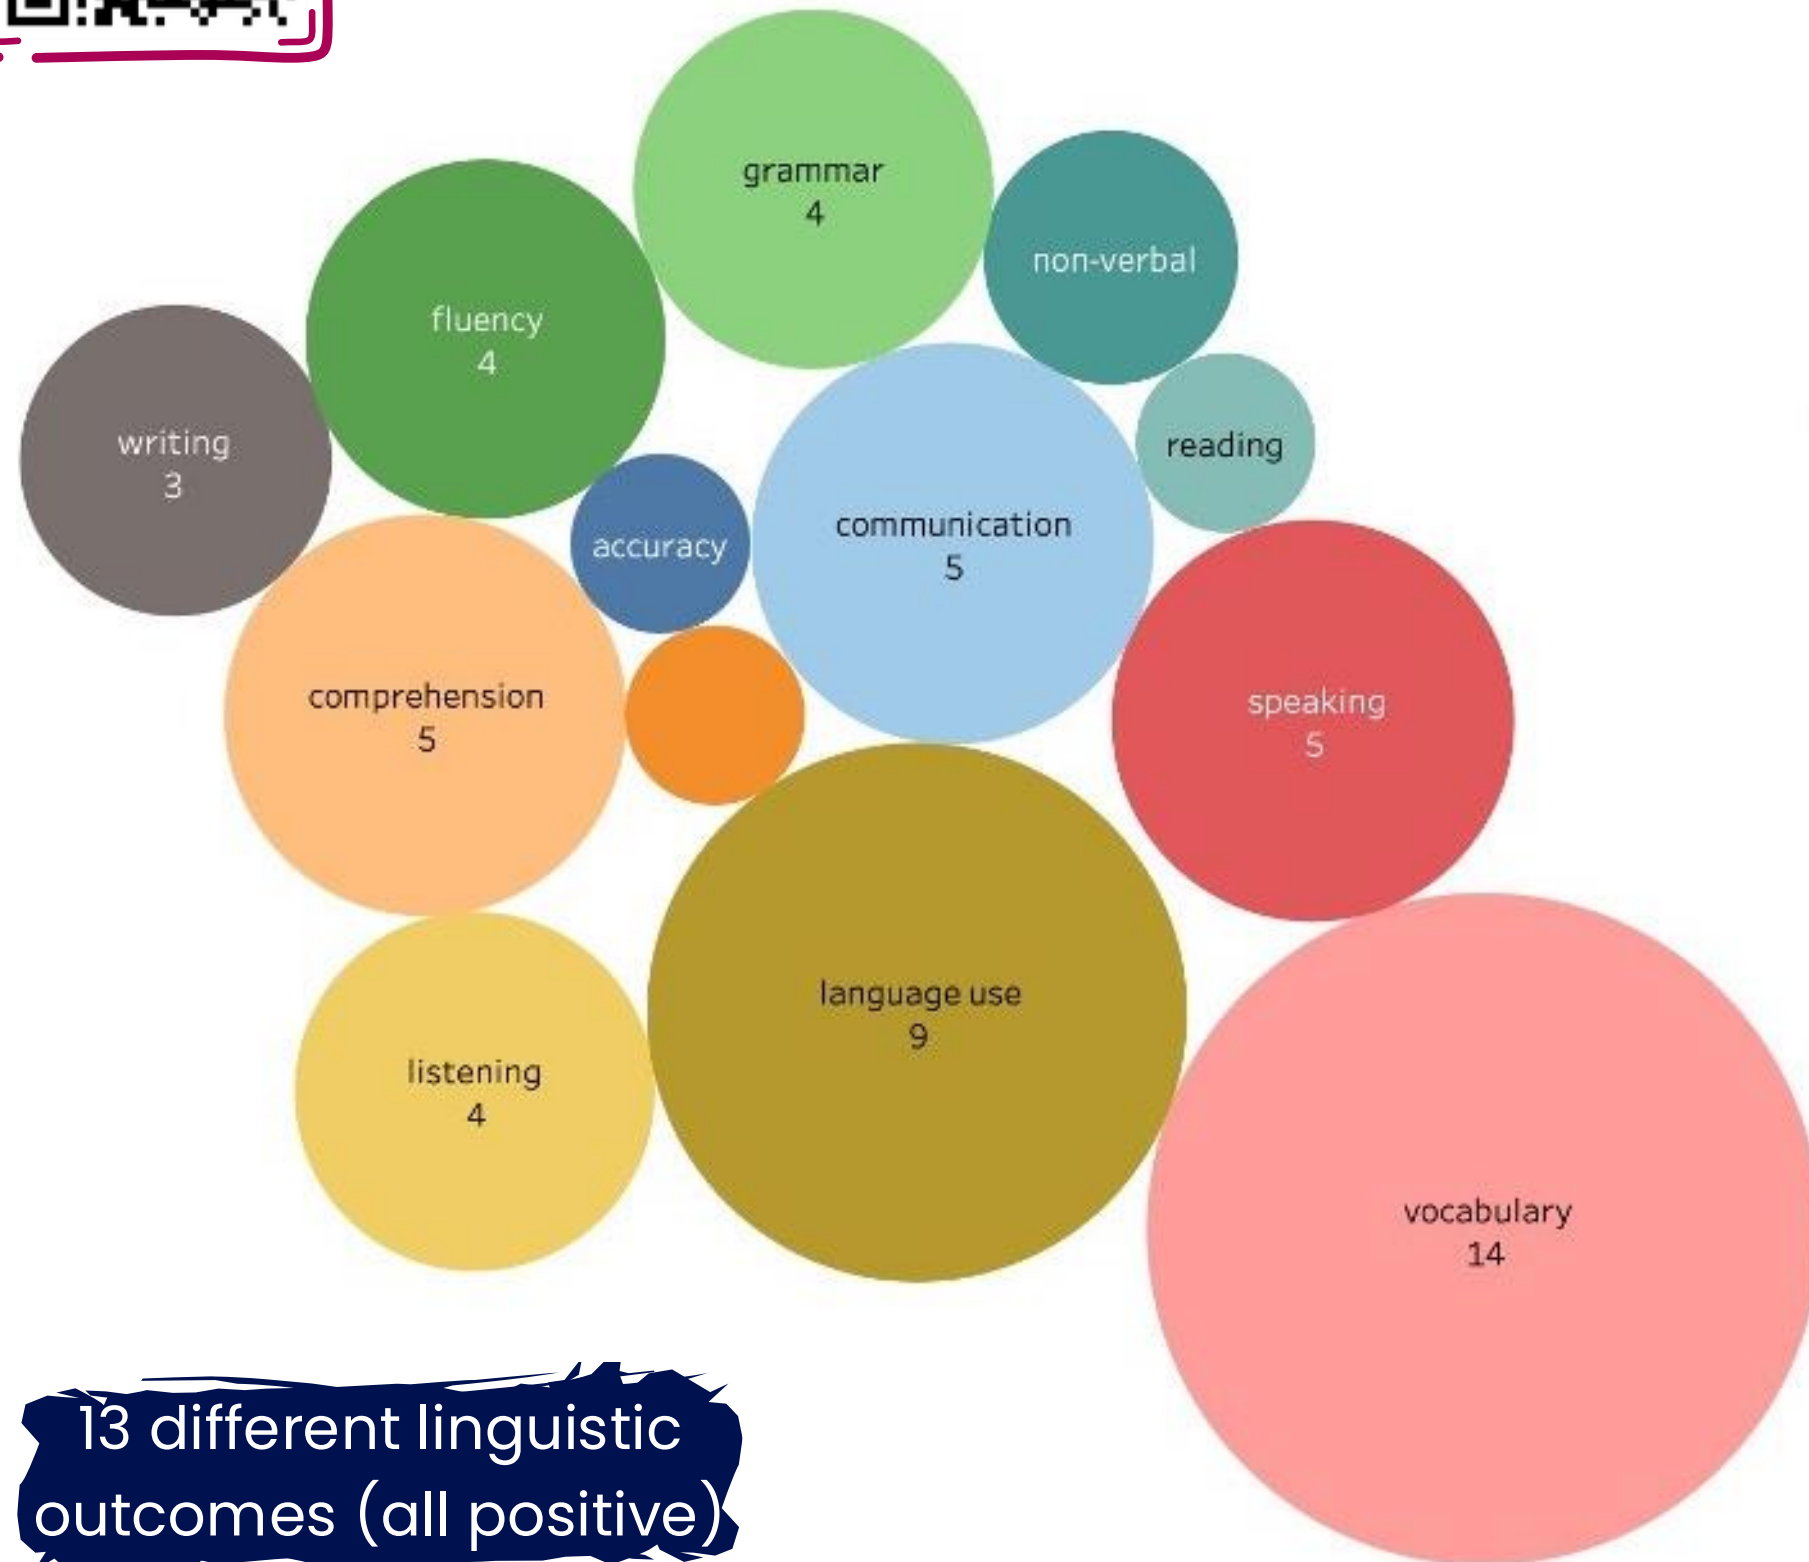 grammar
4
non-verbal
fluency
4
writing
3
reading
communication
5
accuracy
comprehension
5
speaking
5
language use
9
listening
4
vocabulary
14
13 different linguistic
outcomes (all positive)